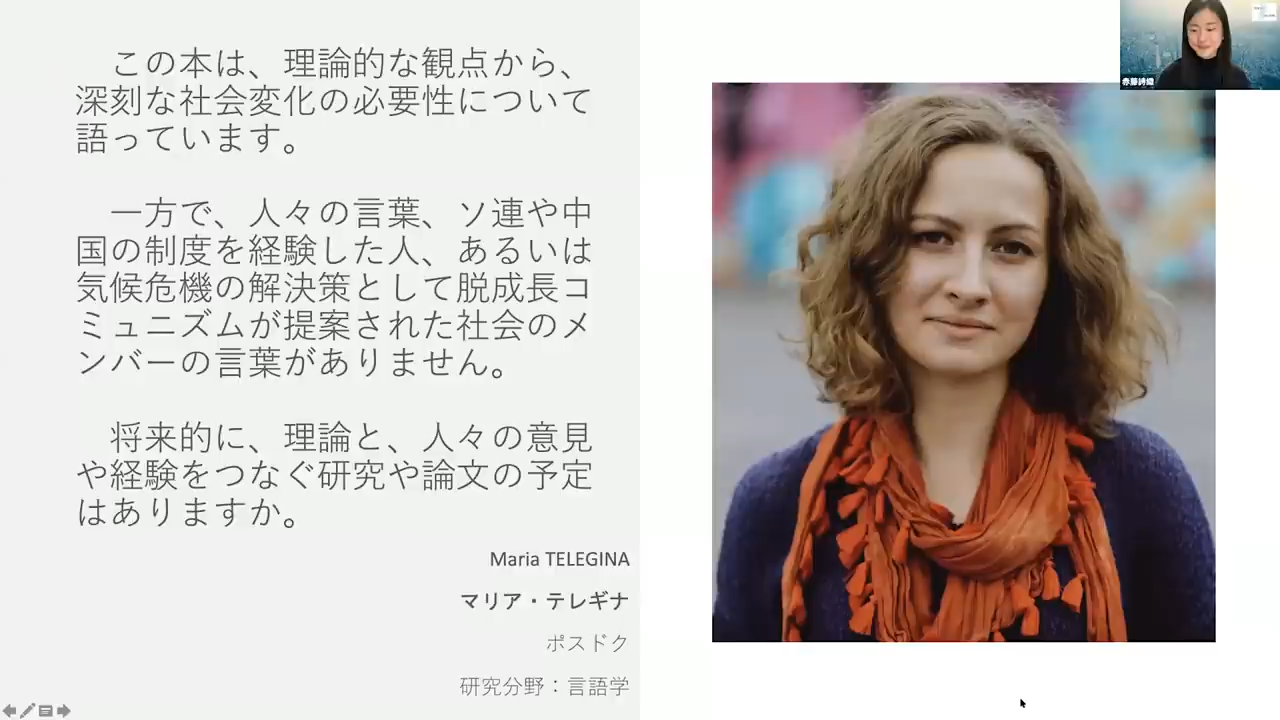 この本は、理論的な観点から、
深刻な社会変化の必要性について
語っています。
一方で、人々の言葉、ソ連や中
国の制度を経験した人、あるいは
気候危機の解決策として脱成長コ
ミュニズムが提案された社会のメ
ンバーの言葉がありません。
将来的に、理論と、人々の意見
や経験をつなぐ研究や論文の予定
はありますか。
Maria TELEGINA
マリア・テレギナ
ポスドク
研究分野：言語学